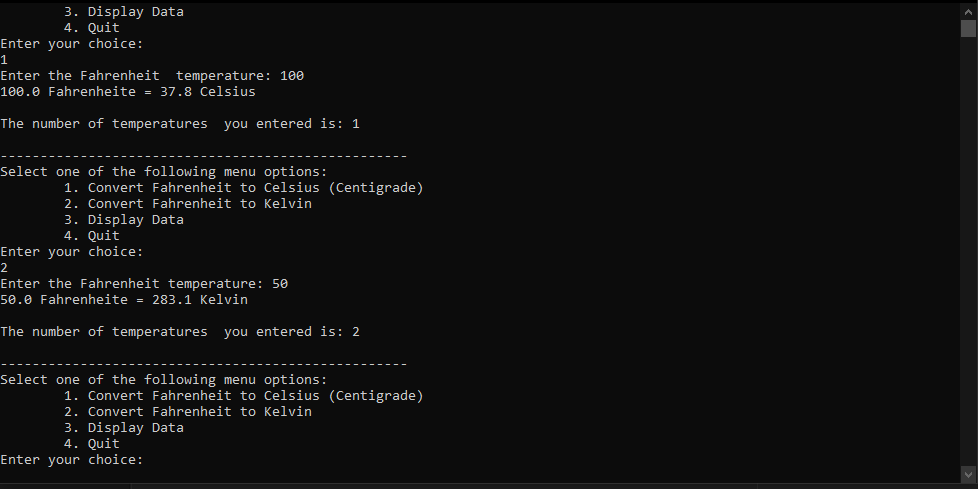 3. Display Data
4. Quit
Enter your choice:
1
Enter the Fahrenheit  temperature: 100
100.0 Fahrenheite = 37.8 Celsius
The number of temperatures  you entered is: 1
---------------------------------------------------
Select one of the following menu options:
1. Convert Fahrenheit to Celsius (Centigrade)
2. Convert Fahrenheit to Kelvin
3. Display Data
4. Quit
Enter your choice:
2
Enter the Fahrenheit temperature: 50
50.0 Fahrenheite = 283.1 Kelvin
The number of temperatures  you entered is: 2
---------------------------------------------------
Select one of the following menu options:
1. Convert Fahrenheit to Celsius (Centigrade)
2. Convert Fahrenheit to Kelvin
3. Display Data
4. Quit
Enter your choice: